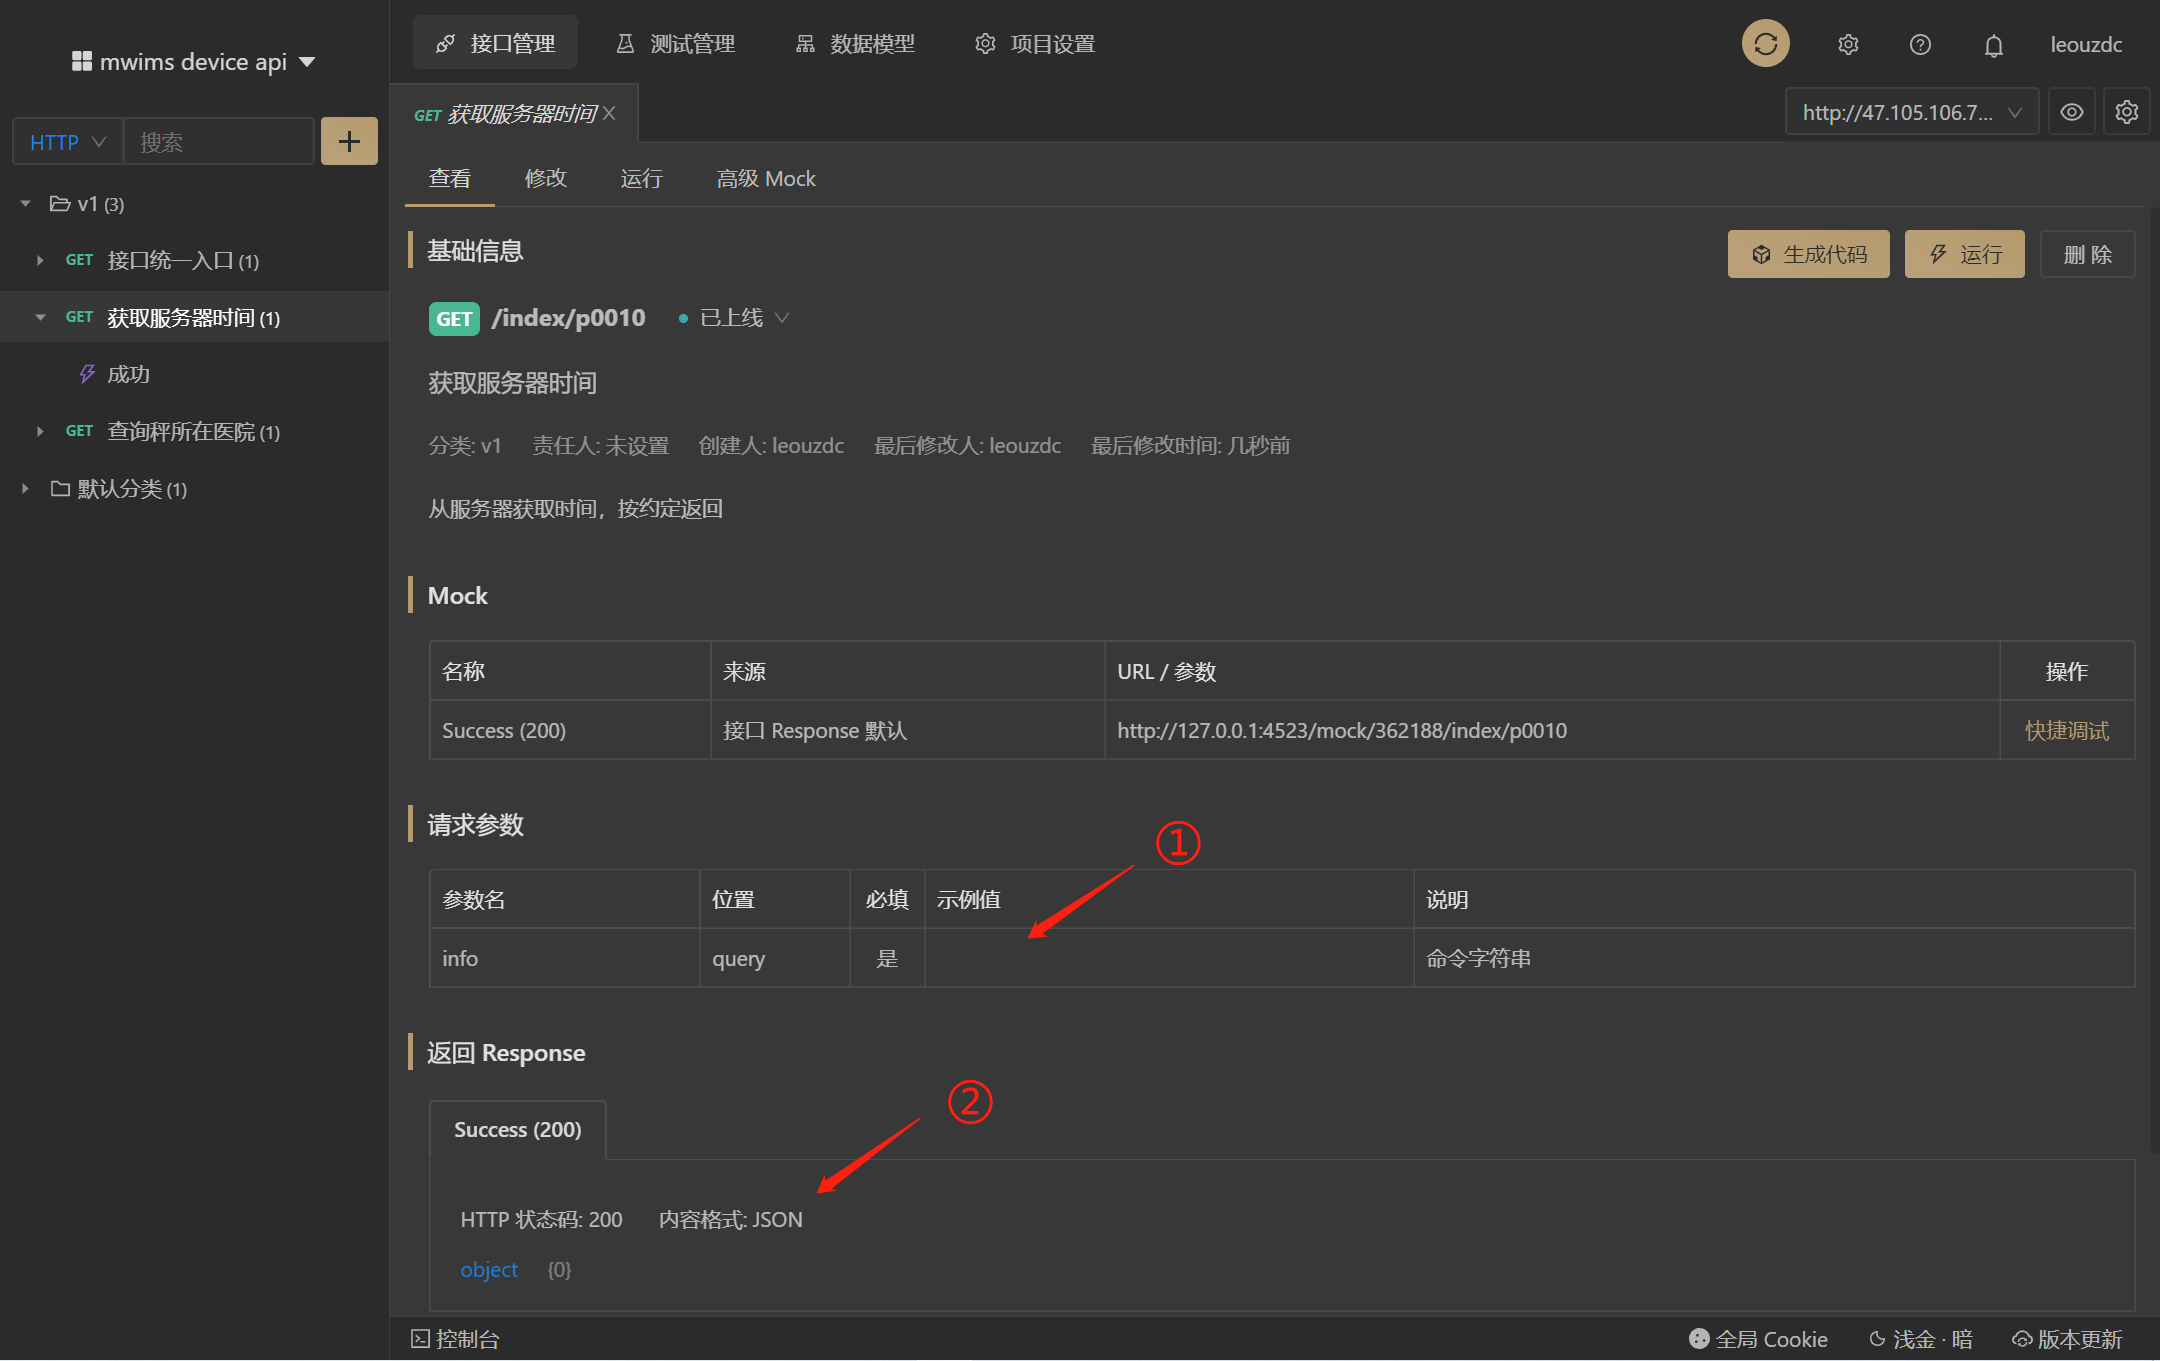 mwims device api
接口管理
测试管理
数据模型
项目设置
leouzdc
HTTP
搜索
GET 获取服务器时间
http://47.105.106.7...
查看
修改
运行
高级 Mock
v1 (3)
GET 接口统一入口 (1)
GET 获取服务器时间 (1)
成功
GET 查询秤所在医院 (1)
默认分类 (1)
基础信息
生成代码
运行
删 除
GET /index/p0010
已上线
获取服务器时间
分类: v1 责任人: 未设置 创建人: leouzdc 最后修改人: leouzdc 最后修改时间: 几秒前
从服务器获取时间，按约定返回
Mock
名称 来源 URL / 参数 操作
Success (200) 接口 Response 默认 http://127.0.0.1:4523/mock/362188/index/p0010 快捷调试
请求参数
①
参数名 位置 必填 示例值 说明
info query 是 命令字符串
返回 Response
②
Success (200)
HTTP 状态码: 200 内容格式: JSON
object {0}
控制台
全局 Cookie
浅金 · 暗
版本更新